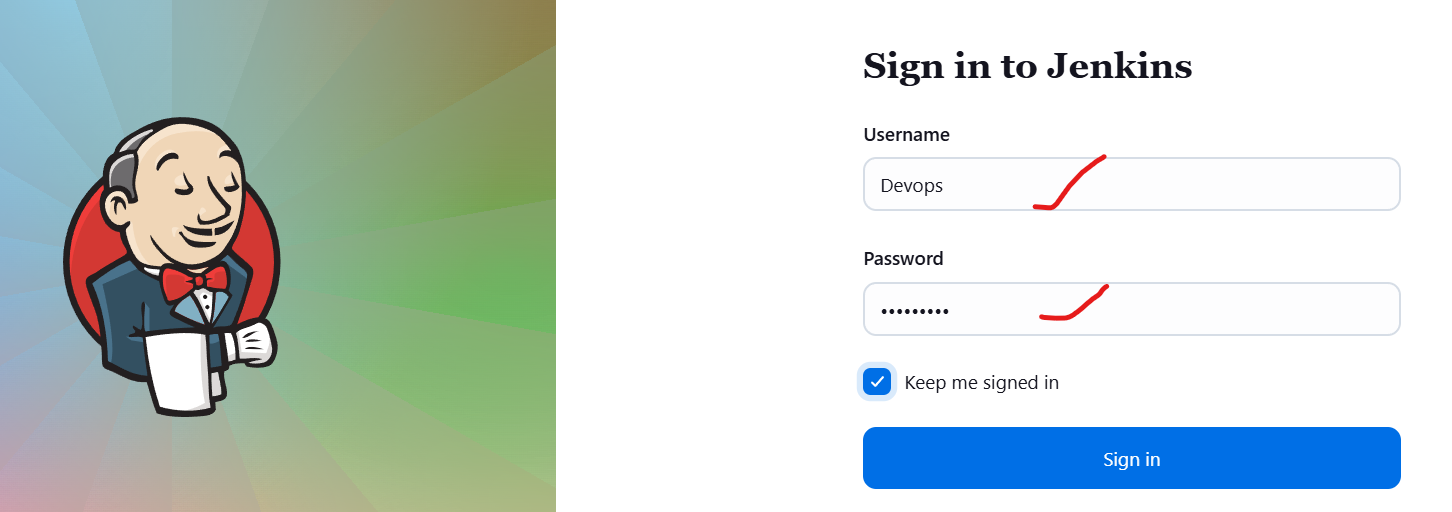 Sign in to Jenkins
Username
Devops
Password
•••••••••
Keep me signed in
Sign in